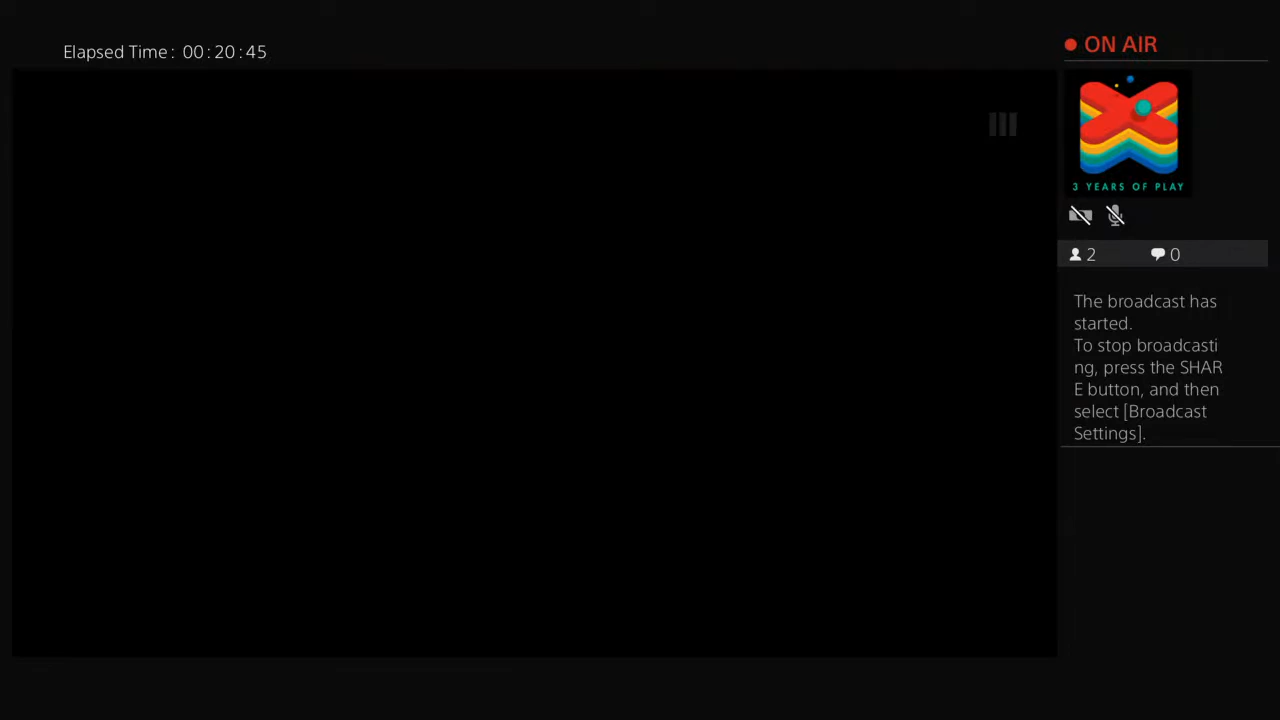 Elapsed Time: 00:20:45
ON AIR
3 YEARS OF PLAY
2
0
The broadcast has
started.
To stop broadcasti
ng, press the SHAR
E button, and then
select [Broadcast
Settings].